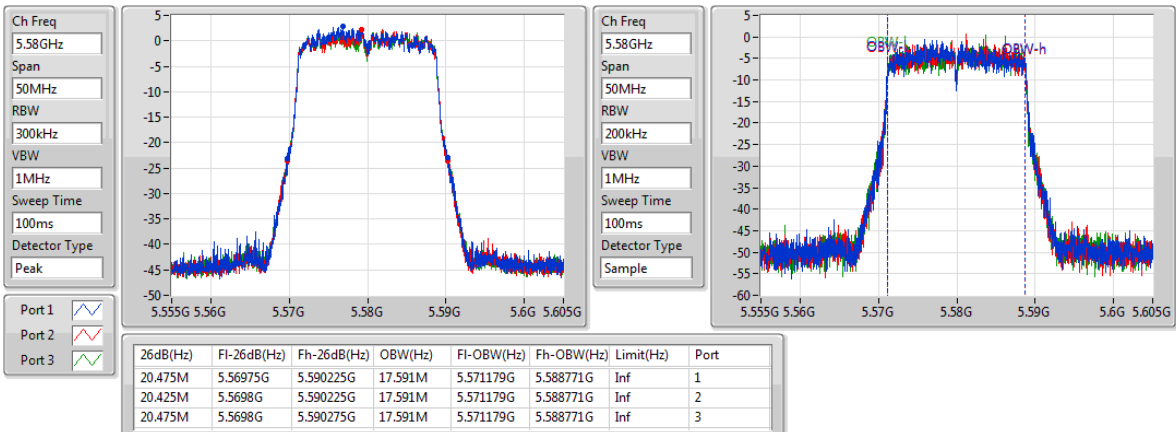 Ch Freq
5.58GHz
Span
50MHz
RBW
300kHz
VBW
1MHz
Sweep Time
100ms
Detector Type
Peak
5
0
-5
-10
-15
-20
-25
-30
-35
-40
-45
-50
5.555G 5.56G 5.57G 5.58G 5.59G 5.6G 5.605G
Ch Freq
5.58GHz
Span
50MHz
RBW
200kHz
VBW
1MHz
Sweep Time
100ms
Detector Type
Sample
5
0
-5
-10
-15
-20
-25
-30
-35
-40
-45
-50
-55
-60
OBW-h
5.555G 5.56G 5.57G 5.58G 5.59G 5.6G 5.605G
Port 1
Port 2
Port 3
26dB(Hz) Fl-26dB(Hz) Fh-26dB(Hz) OBW(Hz) Fl-OBW(Hz) Fh-OBW(Hz) Limit(Hz) Port
20.475M 5.56975G 5.590225G 17.591M 5.571179G 5.588771G Inf 1
20.425M 5.5698G 5.590225G 17.591M 5.571179G 5.588771G Inf 2
20.475M 5.5698G 5.590275G 17.591M 5.571179G 5.588771G Inf 3